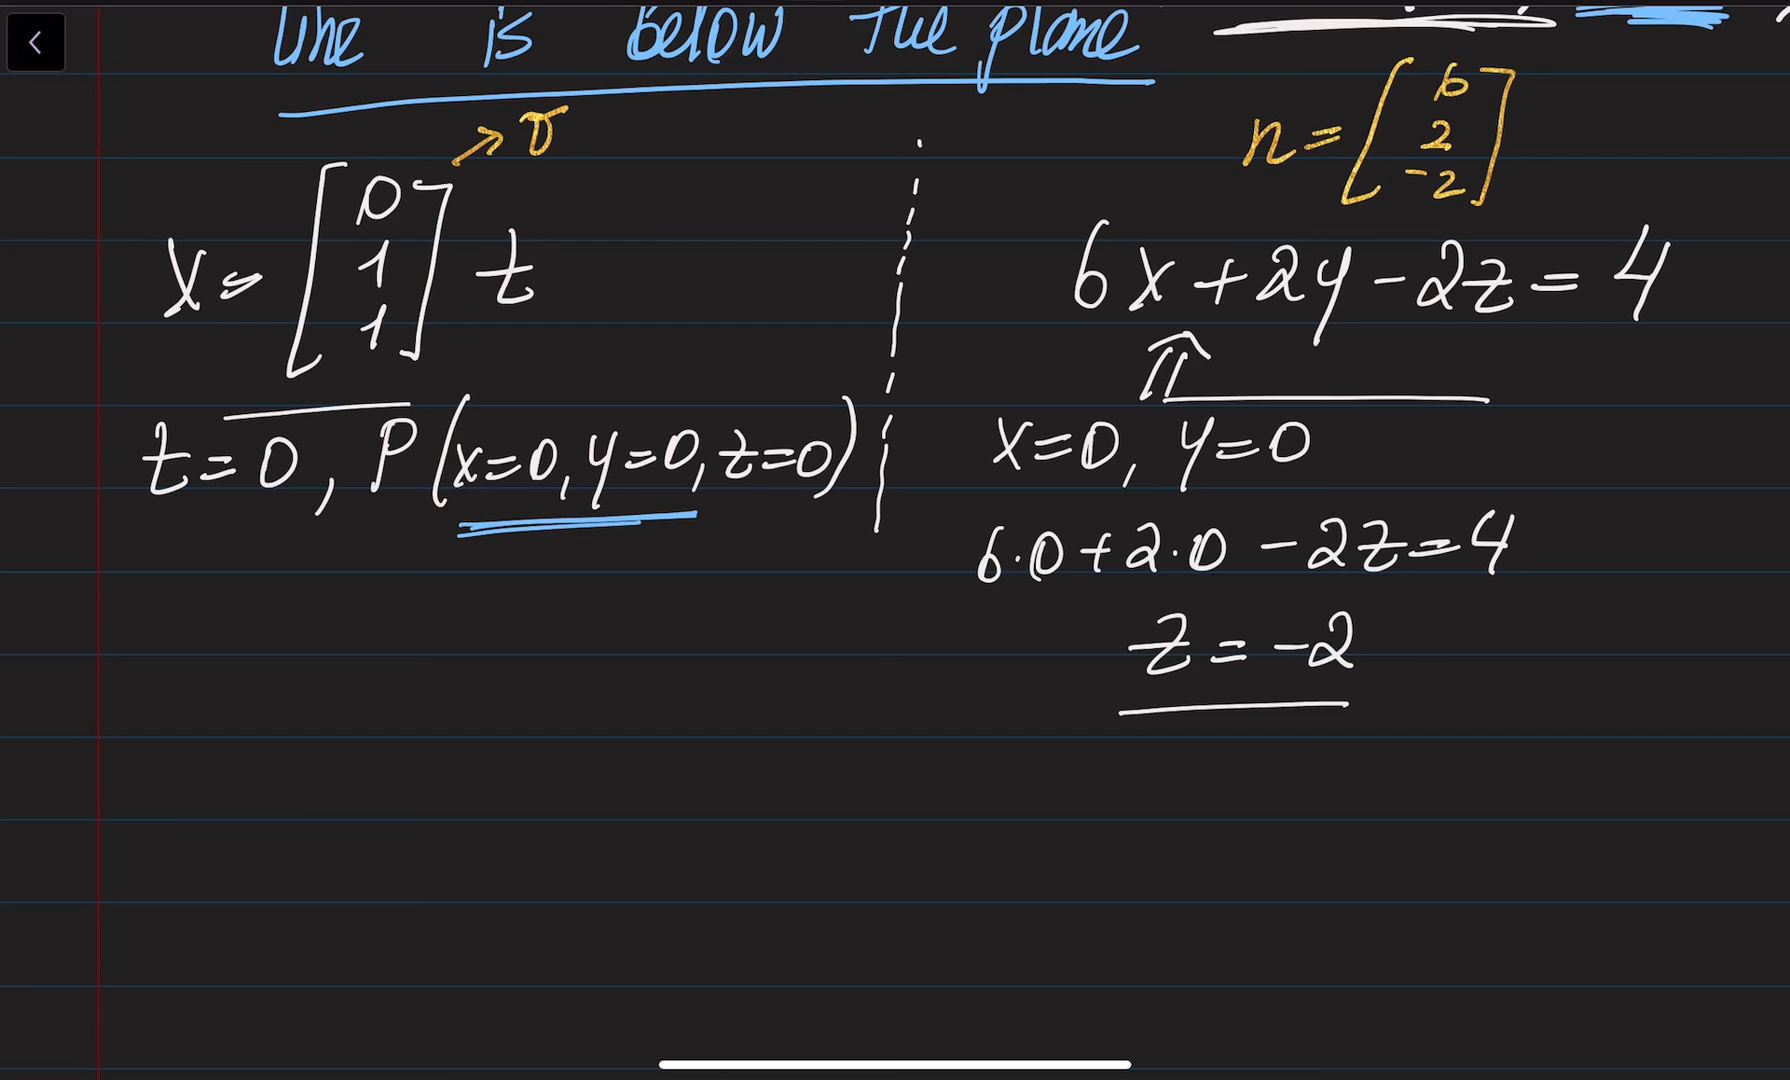 line is below the plane
→ v
n = [6 2 -2]
x = [0 1 1] t
6x + 2y - 2z = 4
π
t = 0, P(x=0, y=0, z=0)
x=0, y=0
6·0 + 2·0 - 2z = 4
z = -2